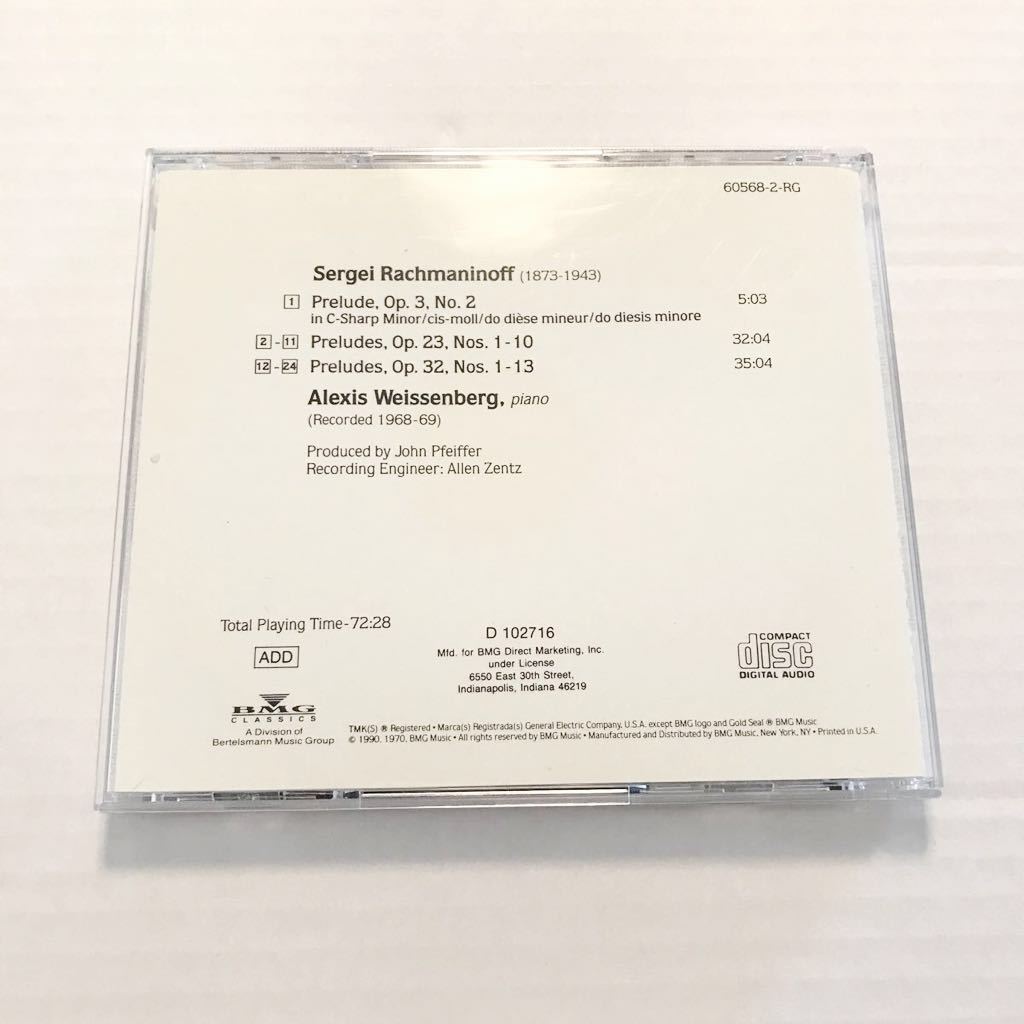 60568-2-RG
Sergei Rachmaninoff (1873-1943)
1 Prelude, Op. 3, No. 2 5:03
in C-Sharp Minor/cis-moll/do dièse mineur/do diesis minore
2-11 Preludes, Op. 23, Nos. 1-10 32:04
12-24 Preludes, Op. 32, Nos. 1-13 35:04
Alexis Weissenberg, piano
(Recorded 1968-69)
Produced by John Pfeiffer
Recording Engineer: Allen Zentz
Total Playing Time-72:28
ADD
D 102716
Mfd. for BMG Direct Marketing, Inc.
under License
6550 East 30th Street,
Indianapolis, Indiana 46219
COMPACT
disc
DIGITAL AUDIO
BMG
CLASSICS
A Division of
Bertelsmann Music Group
TMK(S) ® Registered • Marca(s) Registrada(s) General Electric Company, U.S.A. except BMG logo and Gold Seal ® BMG Music
© 1990, 1970, BMG Music • All rights reserved by BMG Music • Manufactured and Distributed by BMG Music, New York, NY • Printed in U.S.A.